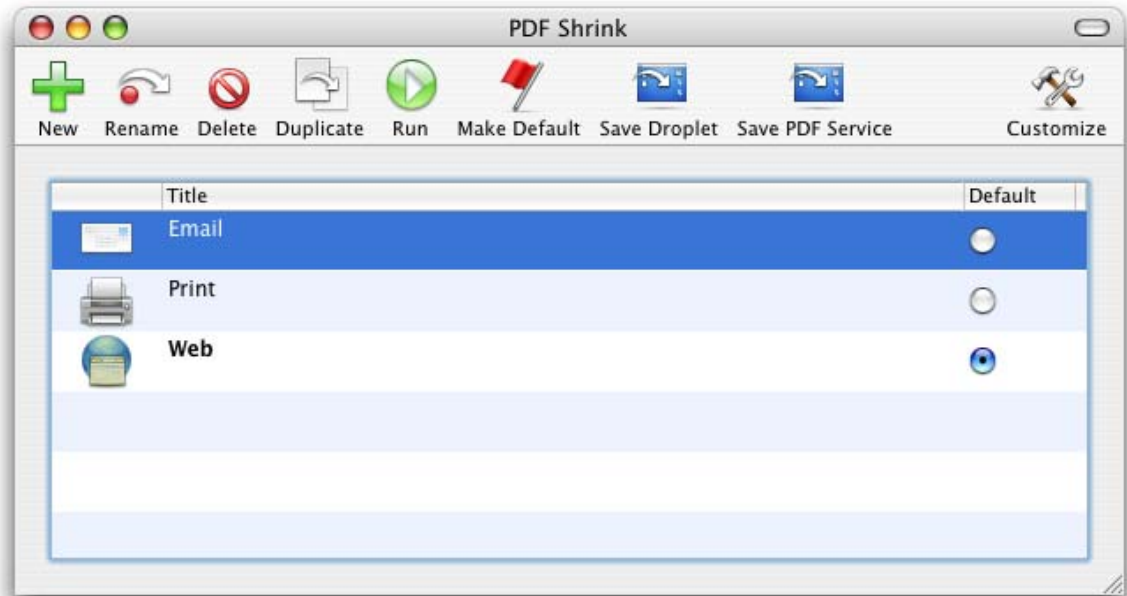 PDF Shrink
New Rename Delete Duplicate Run Make Default Save Droplet Save PDF Service Customize
Title Default
Email
Print
Web